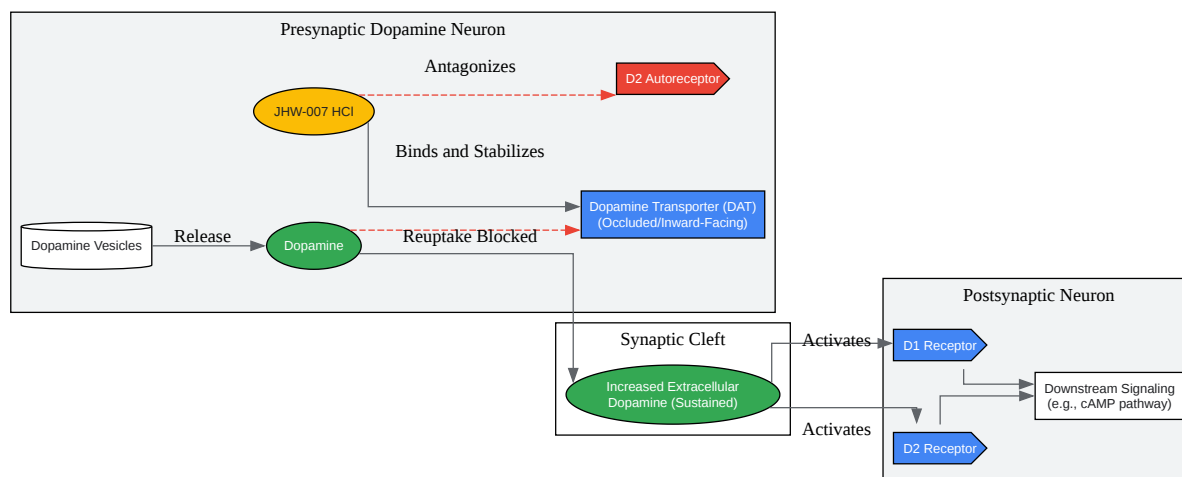 Presynaptic Dopamine Neuron
Antagonizes
D2 Autoreceptor
JHW-007 HCl
Binds and Stabilizes
Dopamine Transporter (DAT)
(Occluded/Inward-Facing)
Dopamine Vesicles
Release
Dopamine
Reuptake Blocked
Synaptic Cleft
Increased Extracellular
Dopamine (Sustained)
Activates
Activates
Postsynaptic Neuron
D1 Receptor
Downstream Signaling
(e.g., cAMP pathway)
D2 Receptor